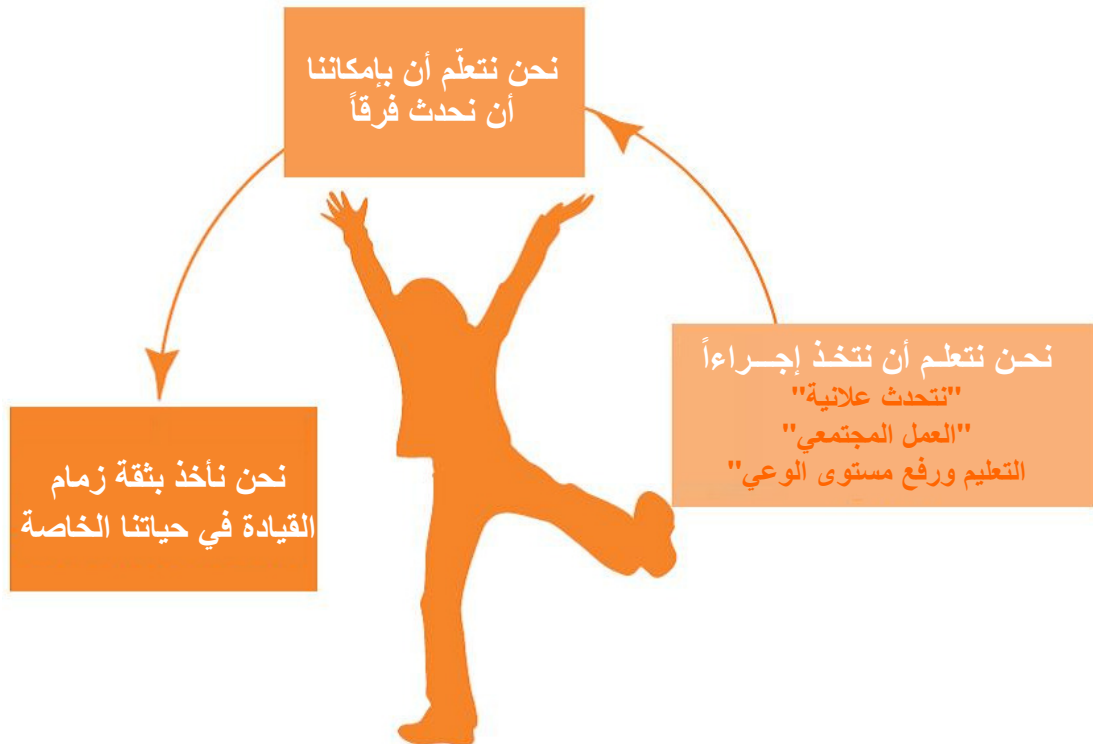 نحن نتعلّم أن بإمكاننا
أن نحدث فرقاً
نحن نتعلم أن نتخذ إجراءاً
"نتحدث علانية"
"العمل المجتمعي"
التعليم ورفع مستوى الوعي"
نحن نأخذ بثقة زمام
القيادة في حياتنا الخاصة